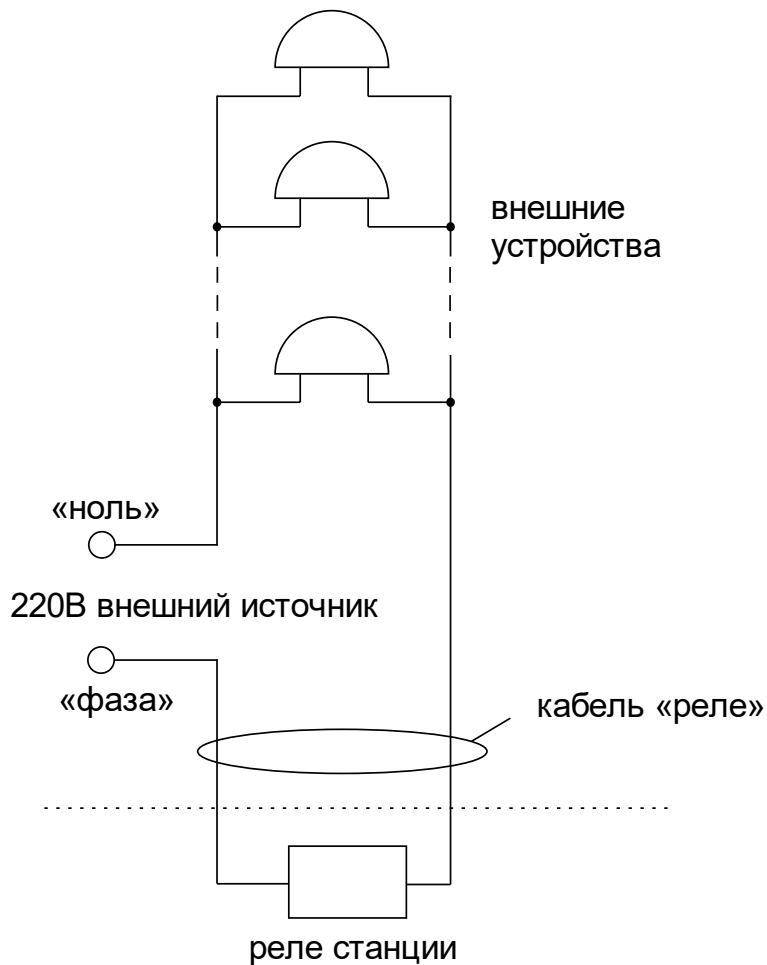 внешние
устройства
«ноль»
220В внешний источник
«фаза»
кабель «реле»
реле станции